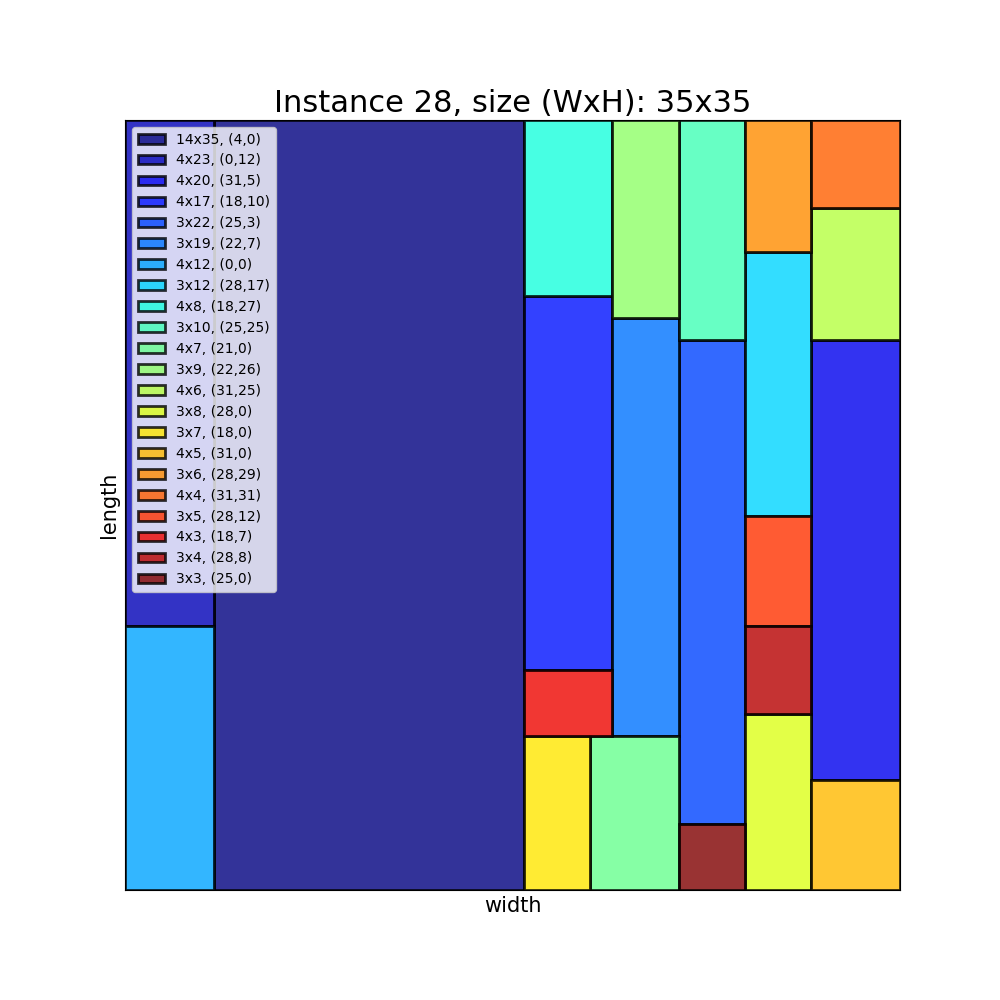 Instance 28, size (WxH): 35x35
14x35, (4,0)
4x23, (0,12)
4x20, (31,5)
4x17, (18,10)
3x22, (25,3)
3x19, (22,7)
4x12, (0,0)
3x12, (28,17)
4x8, (18,27)
3x10, (25,25)
4x7, (21,0)
3x9, (22,26)
4x6, (31,25)
3x8, (28,0)
3x7, (18,0)
4x5, (31,0)
3x6, (28,29)
4x4, (31,31)
3x5, (28,12)
4x3, (18,7)
3x4, (28,8)
3x3, (25,0)
length
width